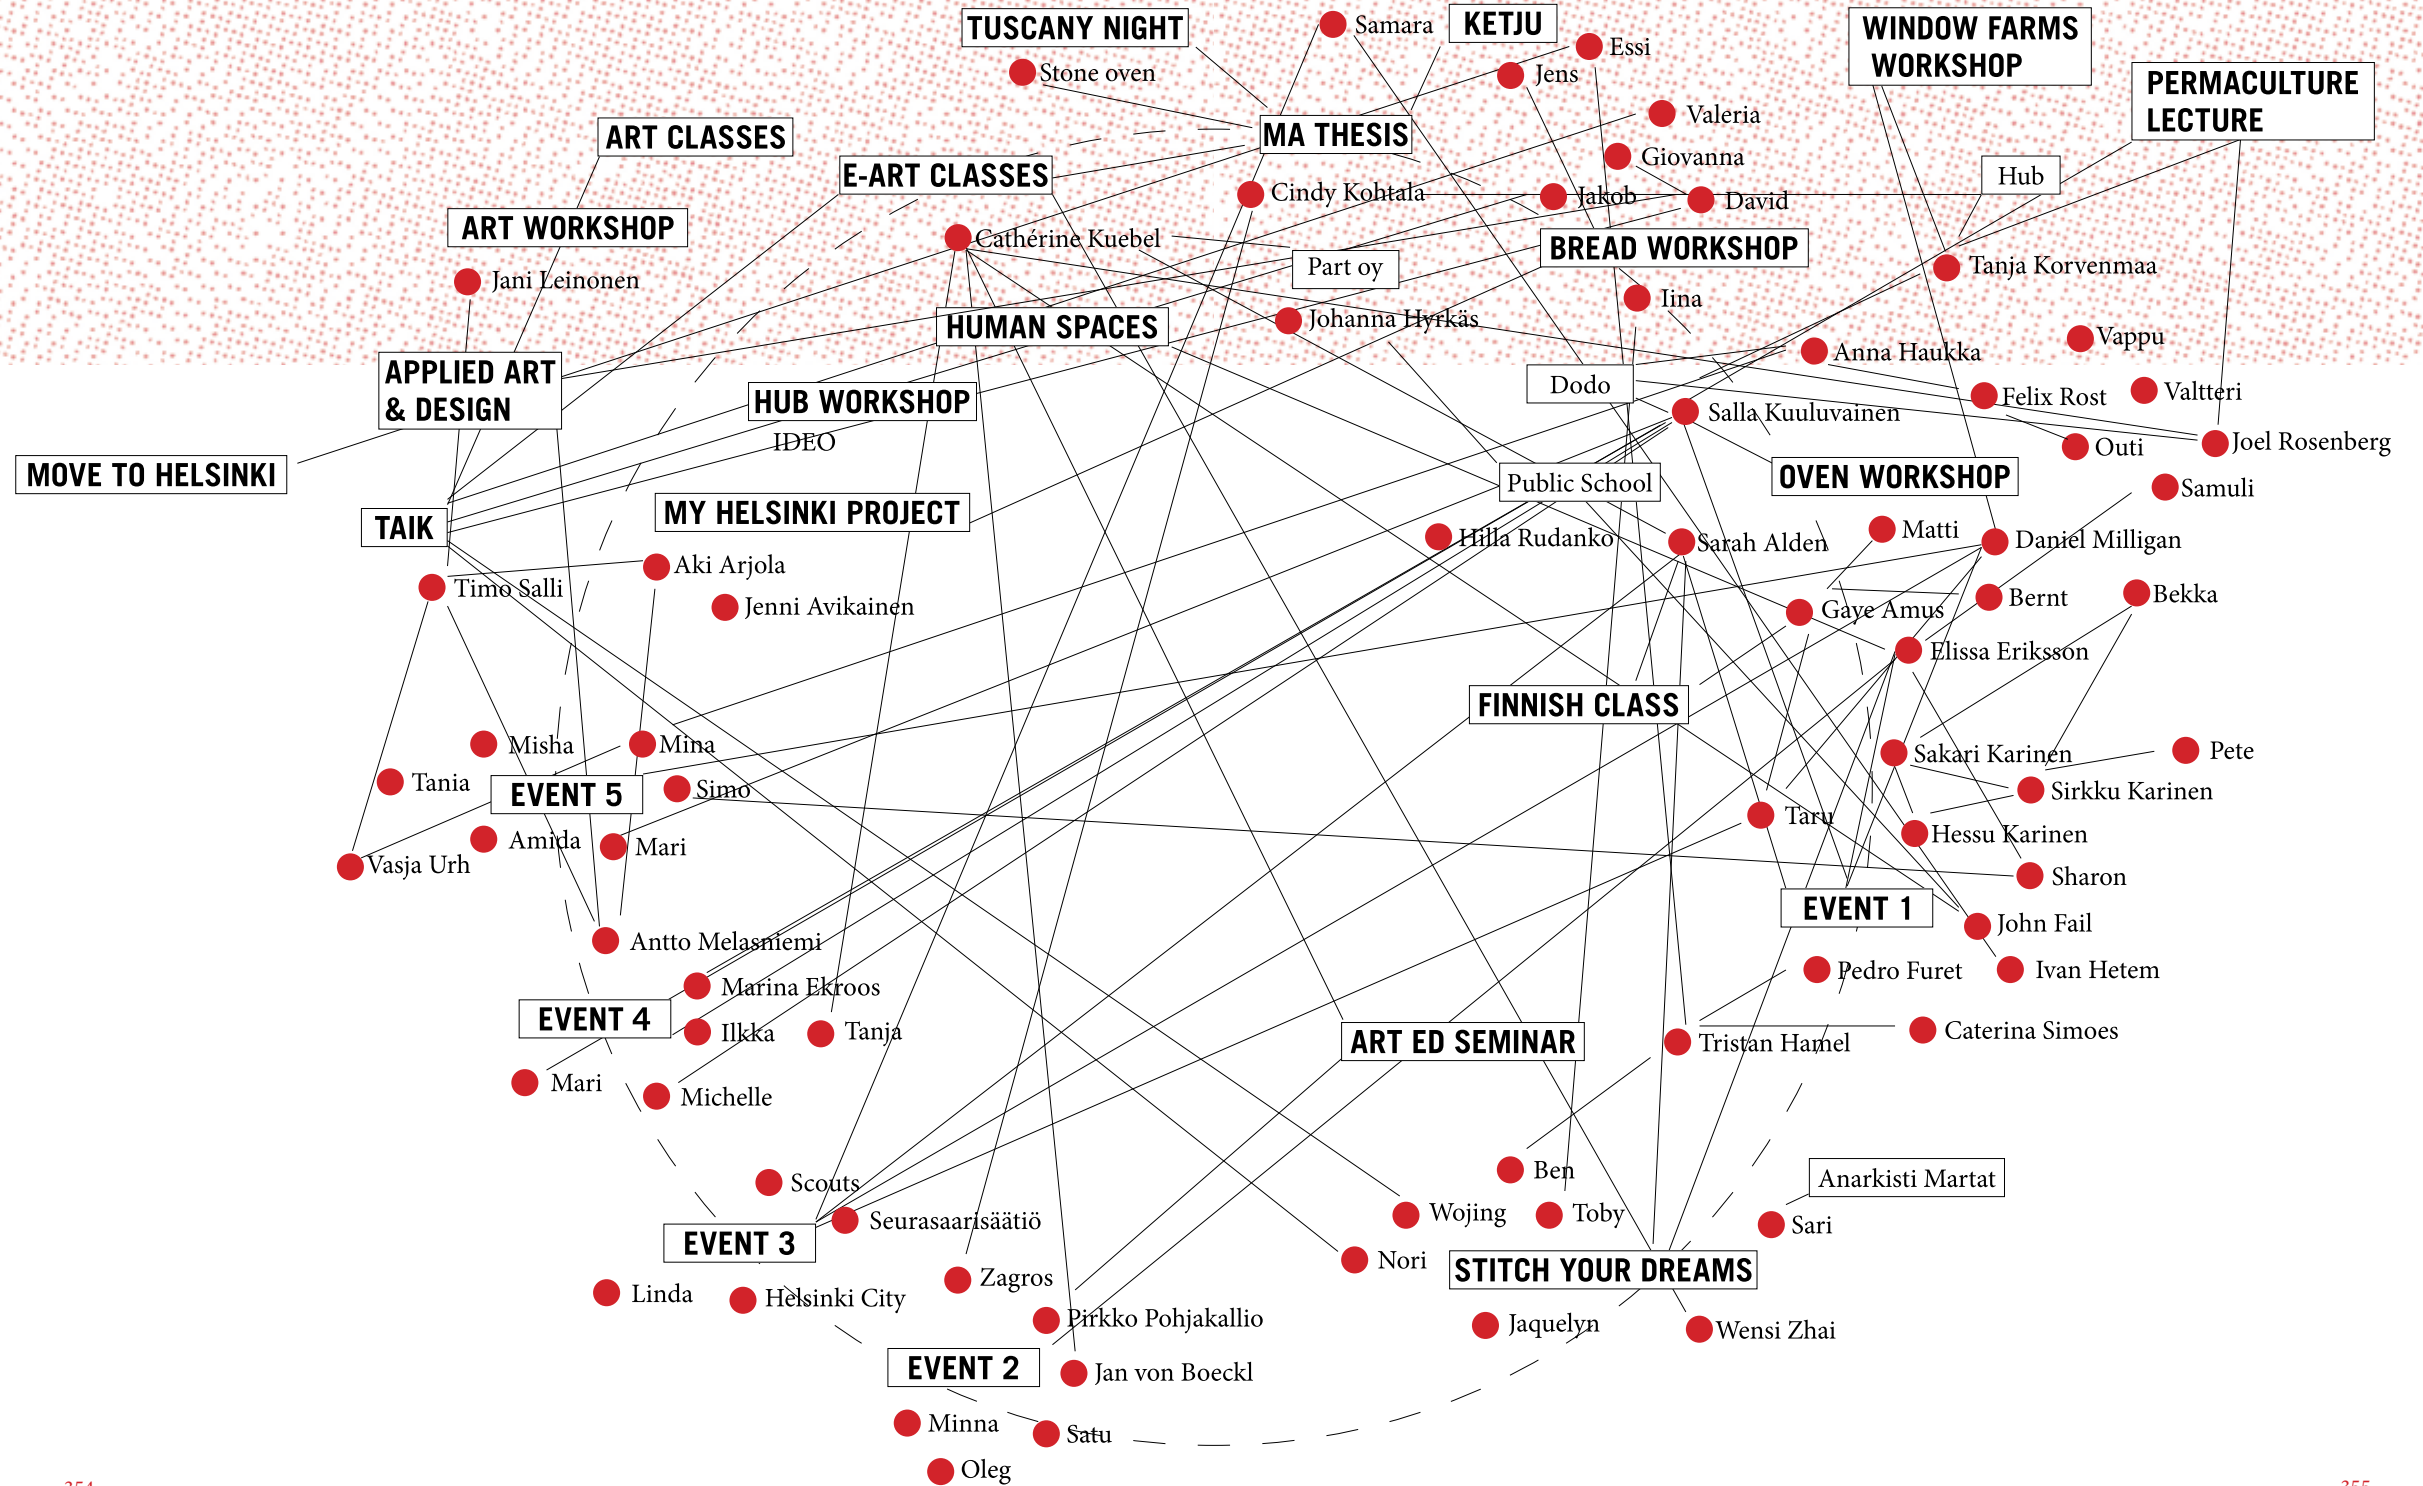 TUSCANY NIGHT
Samara
KETJU
Essi
WINDOW FARMS
WORKSHOP
Stone oven
Jens
PERMACULTURE
LECTURE
Valeria
ART CLASSES
MA THESIS
Giovanna
E-ART CLASSES
Hub
Cindy Kohtala
Jakob
David
ART WORKSHOP
Cathérine Kuebel
BREAD WORKSHOP
Part oy
Tanja Korvenmaa
Jani Leinonen
Iina
HUMAN SPACES
Johanna Hyrkäs
Vappu
Anna Haukka
APPLIED ART
& DESIGN
Dodo
Valtteri
Felix Rost
HUB WORKSHOP
Salla Kuuluvainen
IDEO
Outi
Joel Rosenberg
MOVE TO HELSINKI
OVEN WORKSHOP
Public School
Samuli
MY HELSINKI PROJECT
TAIK
Hilla Rudanko
Sarah Alden
Matti
Daniel Milligan
Aki Arjola
Timo Salli
Jenni Avikainen
Gaye Amus
Bernt
Bekka
Elissa Eriksson
FINNISH CLASS
Misha
Mina
Sakari Karinen
Pete
Tania
EVENT 5
Simo
Sirkku Karinen
Taru
Amida
Mari
Hessu Karinen
Vasja Urh
Sharon
EVENT 1
John Fail
Antto Melasniemi
Pedro Furet
Ivan Hetem
Marina Ekroos
EVENT 4
Ilkka
Tanja
ART ED SEMINAR
Tristan Hamel
Caterina Simoes
Mari
Michelle
Scouts
Ben
Anarkisti Martat
Seurasaarisäätiö
Wojing
Toby
Sari
EVENT 3
Nori
STITCH YOUR DREAMS
Zagros
Linda
Helsinki City
Pirkko Pohjakallio
Jaquelyn
Wensi Zhai
EVENT 2
Jan von Boeckl
Minna
Satu
Oleg